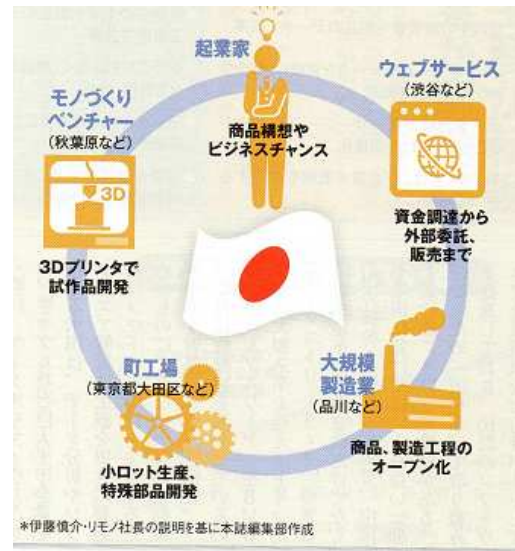 起業家
商品構想や
ビジネスチャンス
ウェブサービス
(渋谷など)
資金調達から
外部委託、
販売まで
大規模
製造業
(品川など)
商品、製造工程の
オープン化
町工場
(東京都大田区など)
小ロット生産、
特殊部品開発
モノづくり
ベンチャー
(秋葉原など)
3D
3Dプリンタで
試作品開発
*伊藤慎介・リモノ社長の説明を基に本誌編集部作成